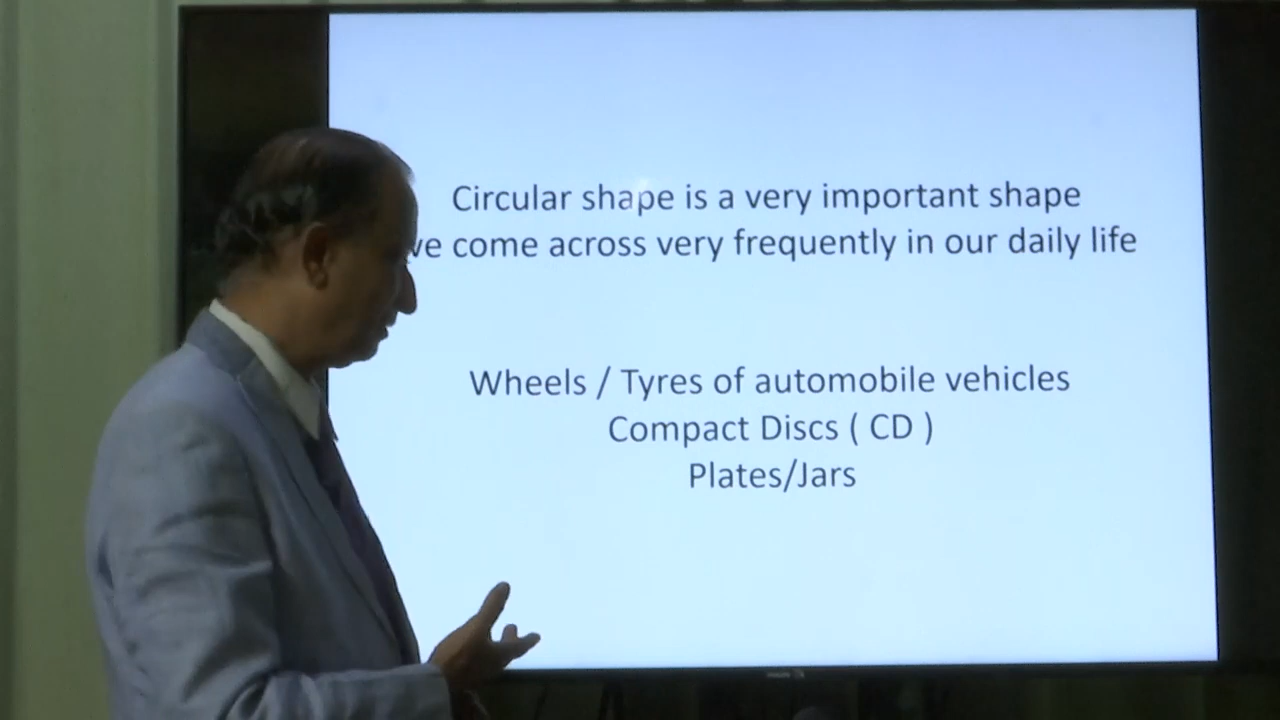 Circular shape is a very important shape
come across very frequently in our daily life
Wheels / Tyres of automobile vehicles
Compact Discs ( CD )
Plates/Jars